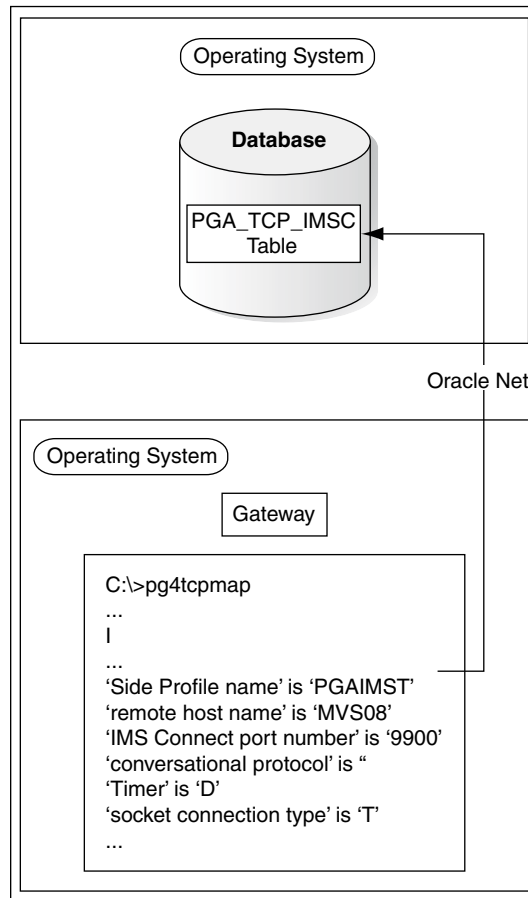 Operating System
Database
PGA_TCP_IMSC
Table
Oracle Net
Operating System
Gateway
C:\>pg4tcpmap
...
I
...
‘Side Profile name’ is ‘PGAIMST’
‘remote host name’ is ‘MVS08’
‘IMS Connect port number’ is ‘9900’
‘conversational protocol’ is “
‘Timer’ is ‘D’
‘socket connection type’ is ‘T’
...